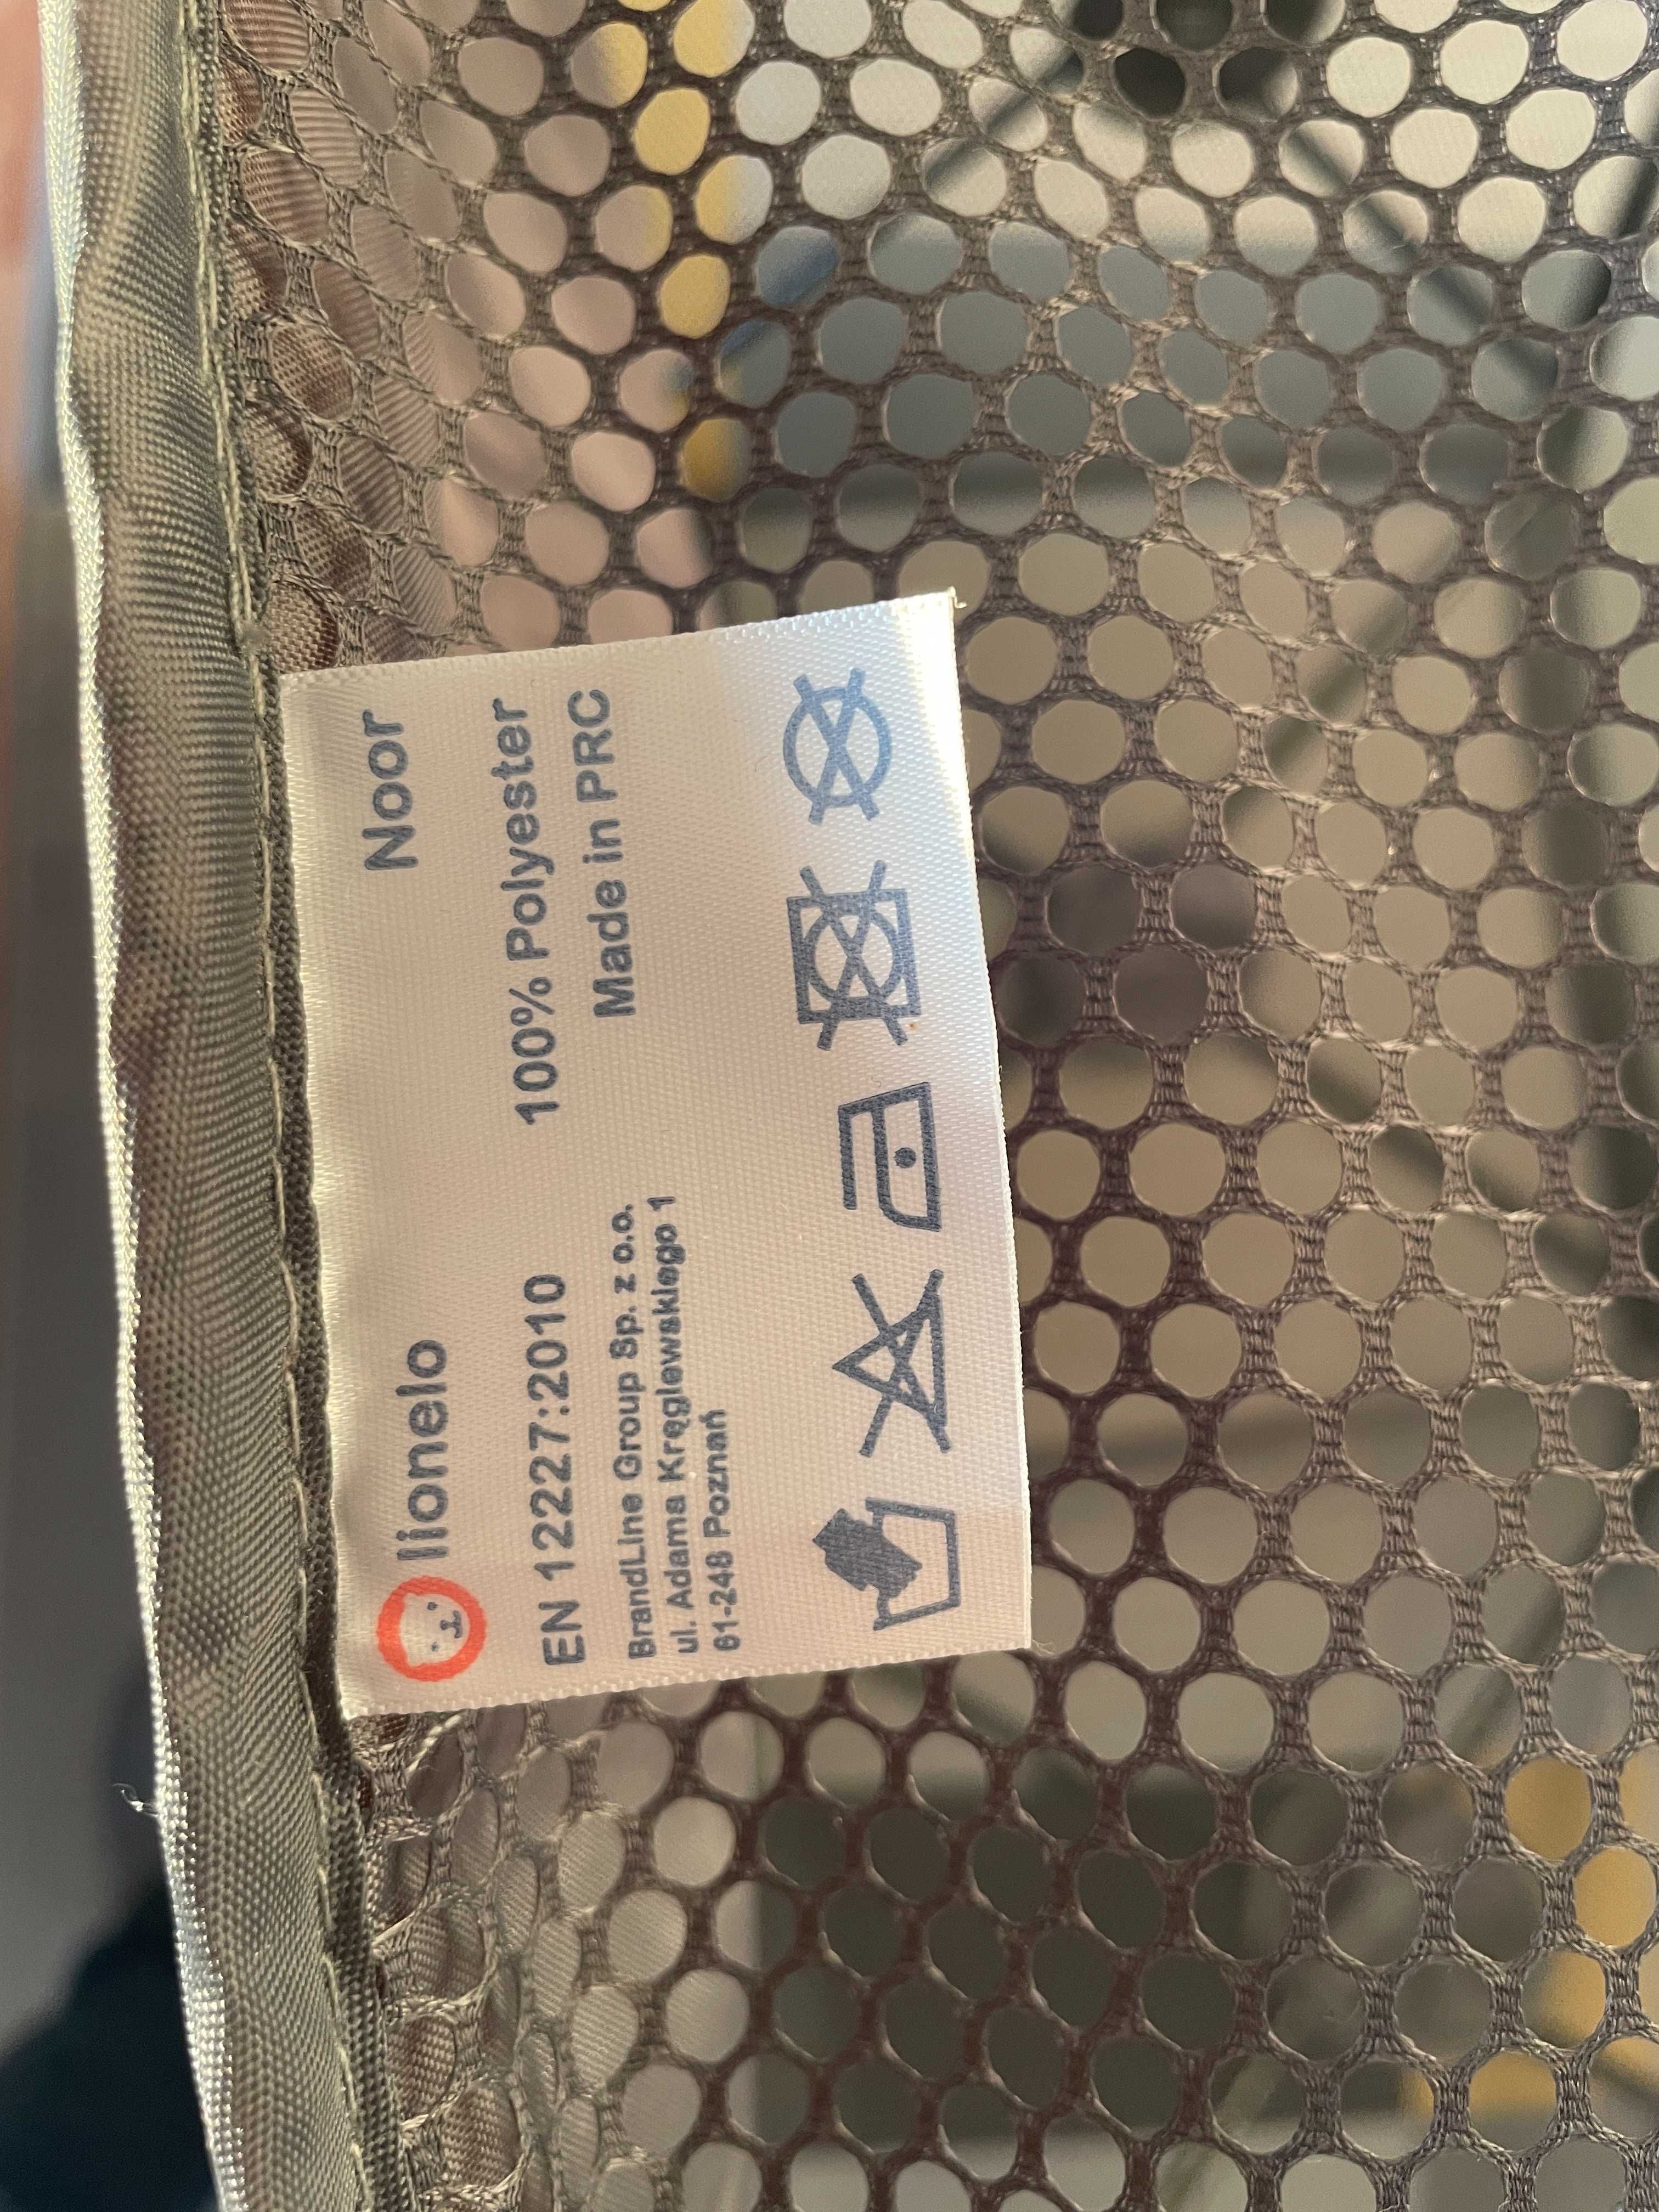 lionelo
Noor
EN 12227:2010
BrandLine Group Sp. z o.o.
ul. Adama Kręglewskiego 1
61-248 Poznań
100% Polyester
Made in PRC